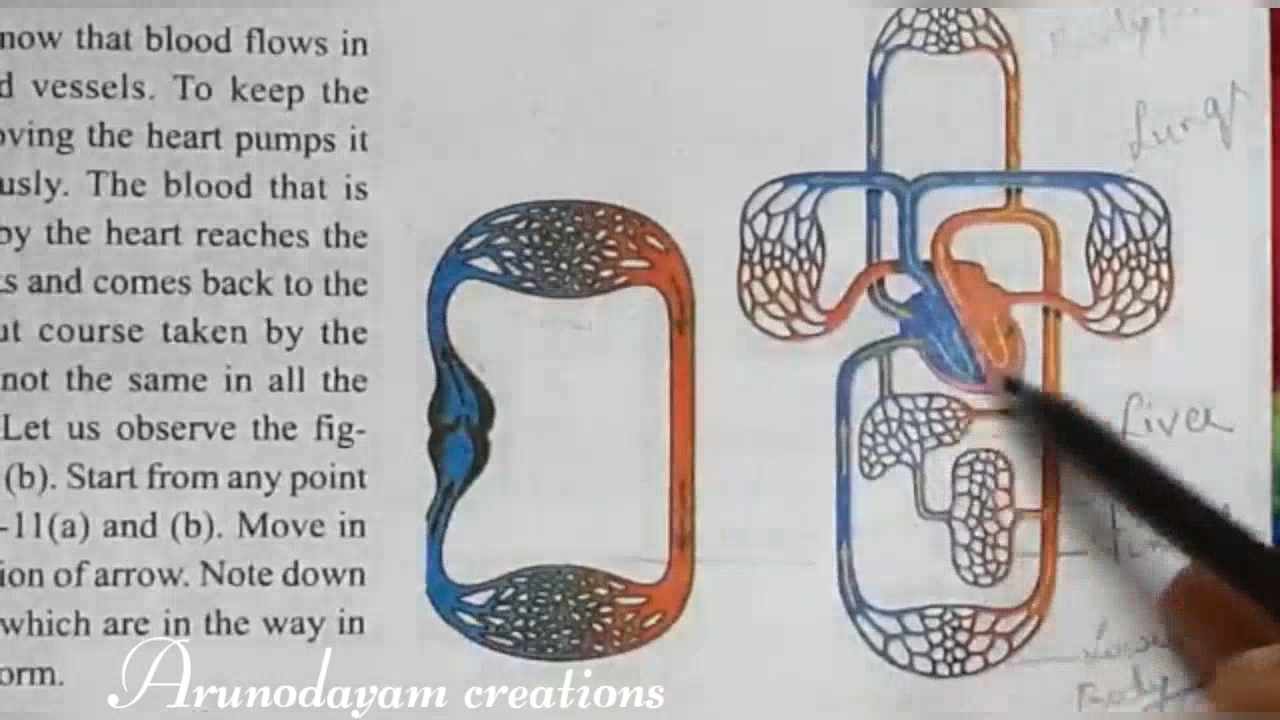 now that blood flows in
d vessels. To keep the
oving the heart pumps it
usly. The blood that is
by the heart reaches the
s and comes back to the
ut course taken by the
not the same in all the
Let us observe the fig-
(b). Start from any point
-11(a) and (b). Move in
ion of arrow. Note down
which are in the way in
orm.
Lungs
Liver
Body
Arunodayam creations